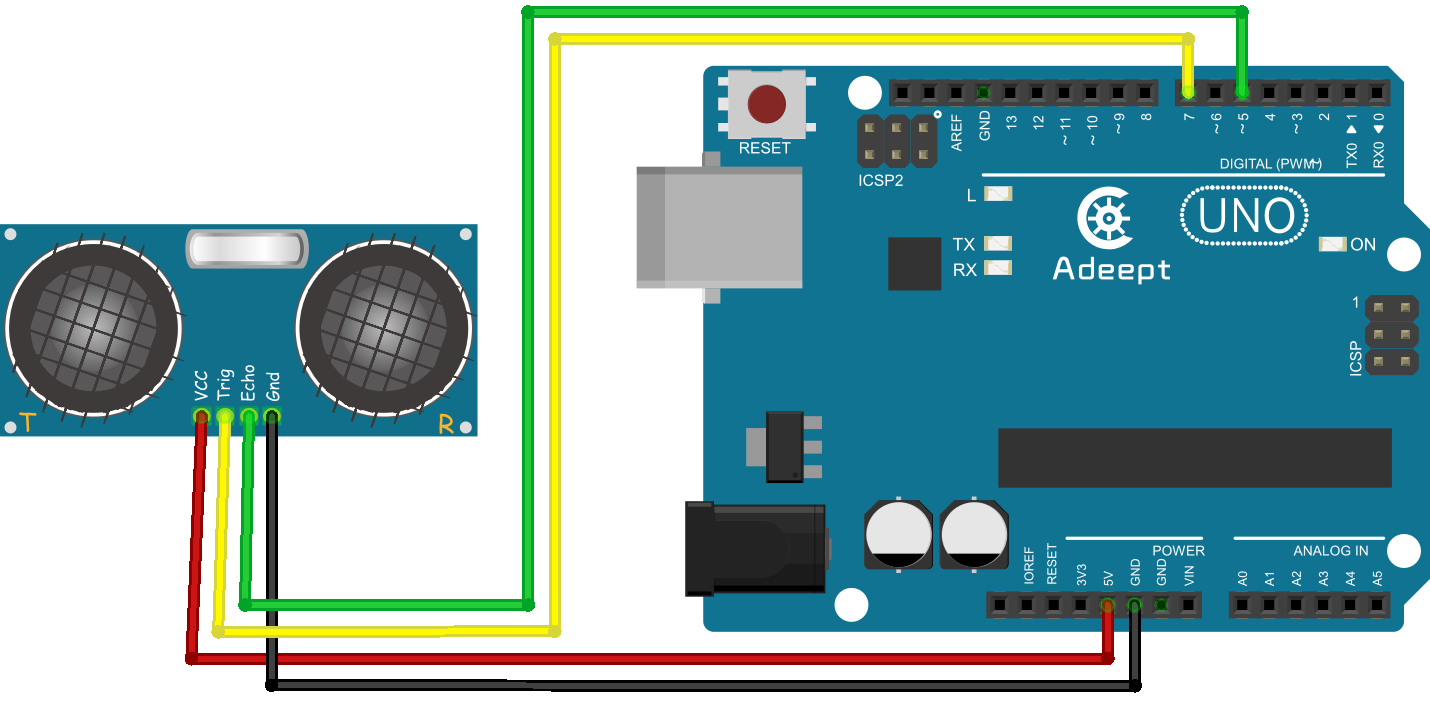 RESET
ICSP2
AREF
GND
13
12
~11
~10
~9
8
7
~6
~5
4
~3
2
TX0 ▶ 1
RX0 ◀ 0
DIGITAL (PWM~)
L
TX
RX
Adeept
UNO
ON
1
ICSP
VCC
Trig
Echo
Gnd
T
R
POWER
ANALOG IN
IOREF
RESET
3V3
5V
GND
GND
VIN
A0
A1
A2
A3
A4
A5